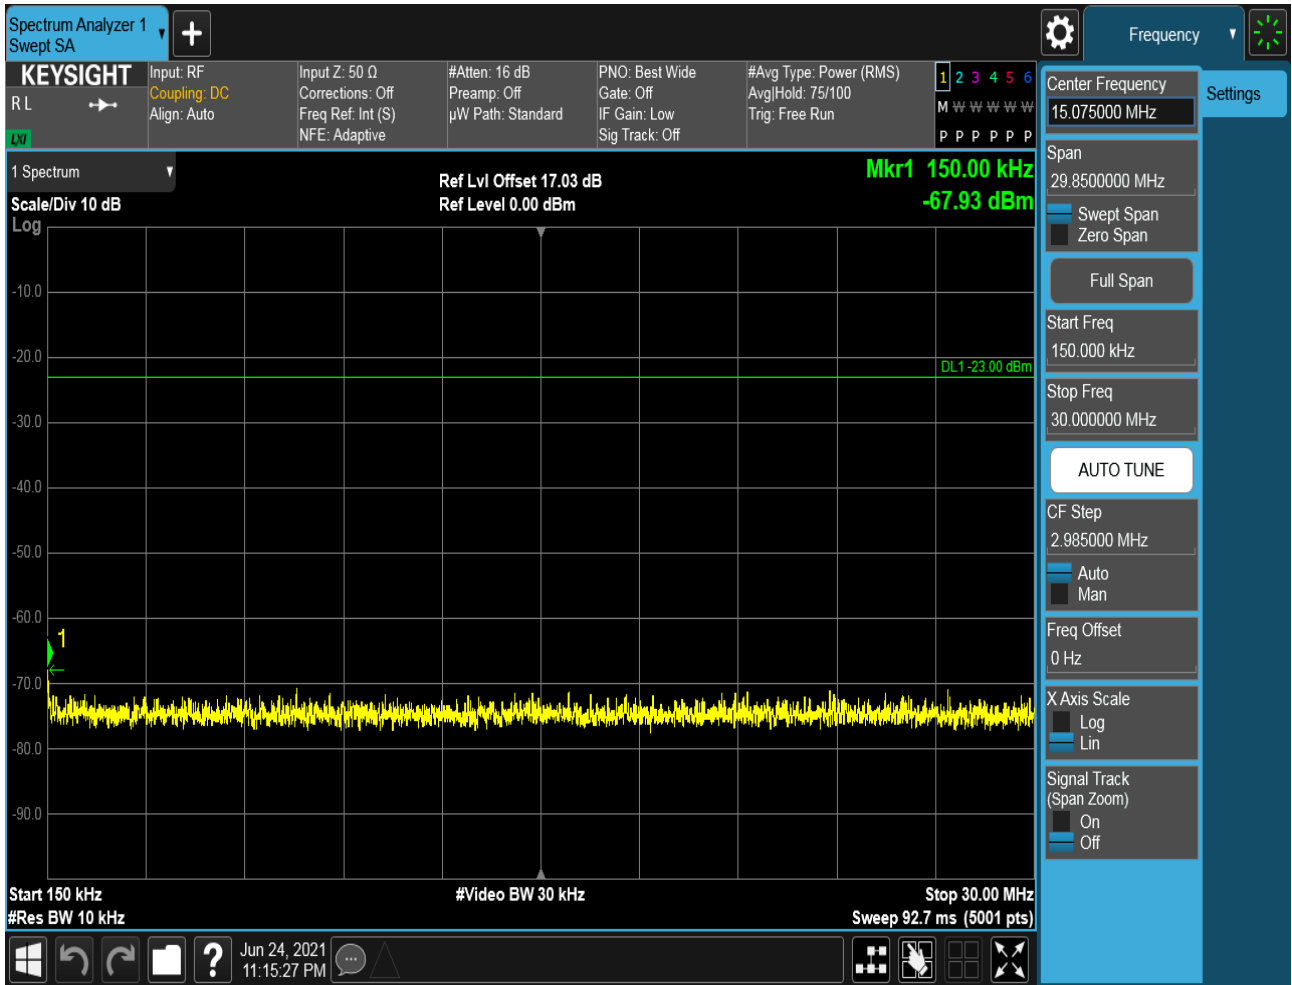 Spectrum Analyzer 1
Swept SA
Frequency
KEYSIGHT
R L
LXI
Input: RF
Coupling: DC
Align: Auto
Input Z: 50 Ω
Corrections: Off
Freq Ref: Int (S)
NFE: Adaptive
#Atten: 16 dB
Preamp: Off
µW Path: Standard
PNO: Best Wide
Gate: Off
IF Gain: Low
Sig Track: Off
#Avg Type: Power (RMS)
Avg|Hold: 75/100
Trig: Free Run
1 2 3 4 5 6
M W W W W W
P P P P P P
1 Spectrum
Scale/Div 10 dB
Log
Ref Lvl Offset 17.03 dB
Ref Level 0.00 dBm
Mkr1 150.00 kHz
-67.93 dBm
-10.0
-20.0
DL1 -23.00 dBm
-30.0
-40.0
-50.0
-60.0
1
-70.0
-80.0
-90.0
Start 150 kHz
#Video BW 30 kHz
Stop 30.00 MHz
#Res BW 10 kHz
Sweep 92.7 ms (5001 pts)
Center Frequency
15.075000 MHz
Settings
Span
29.8500000 MHz
Swept Span
Zero Span
Full Span
Start Freq
150.000 kHz
Stop Freq
30.000000 MHz
AUTO TUNE
CF Step
2.985000 MHz
Auto
Man
Freq Offset
0 Hz
X Axis Scale
Log
Lin
Signal Track
(Span Zoom)
On
Off
?
Jun 24, 2021
11:15:27 PM